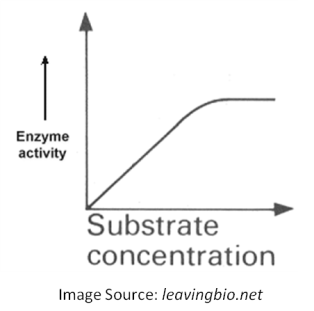 Enzyme
activity
Substrate
concentration
Image Source: leavingbio.net